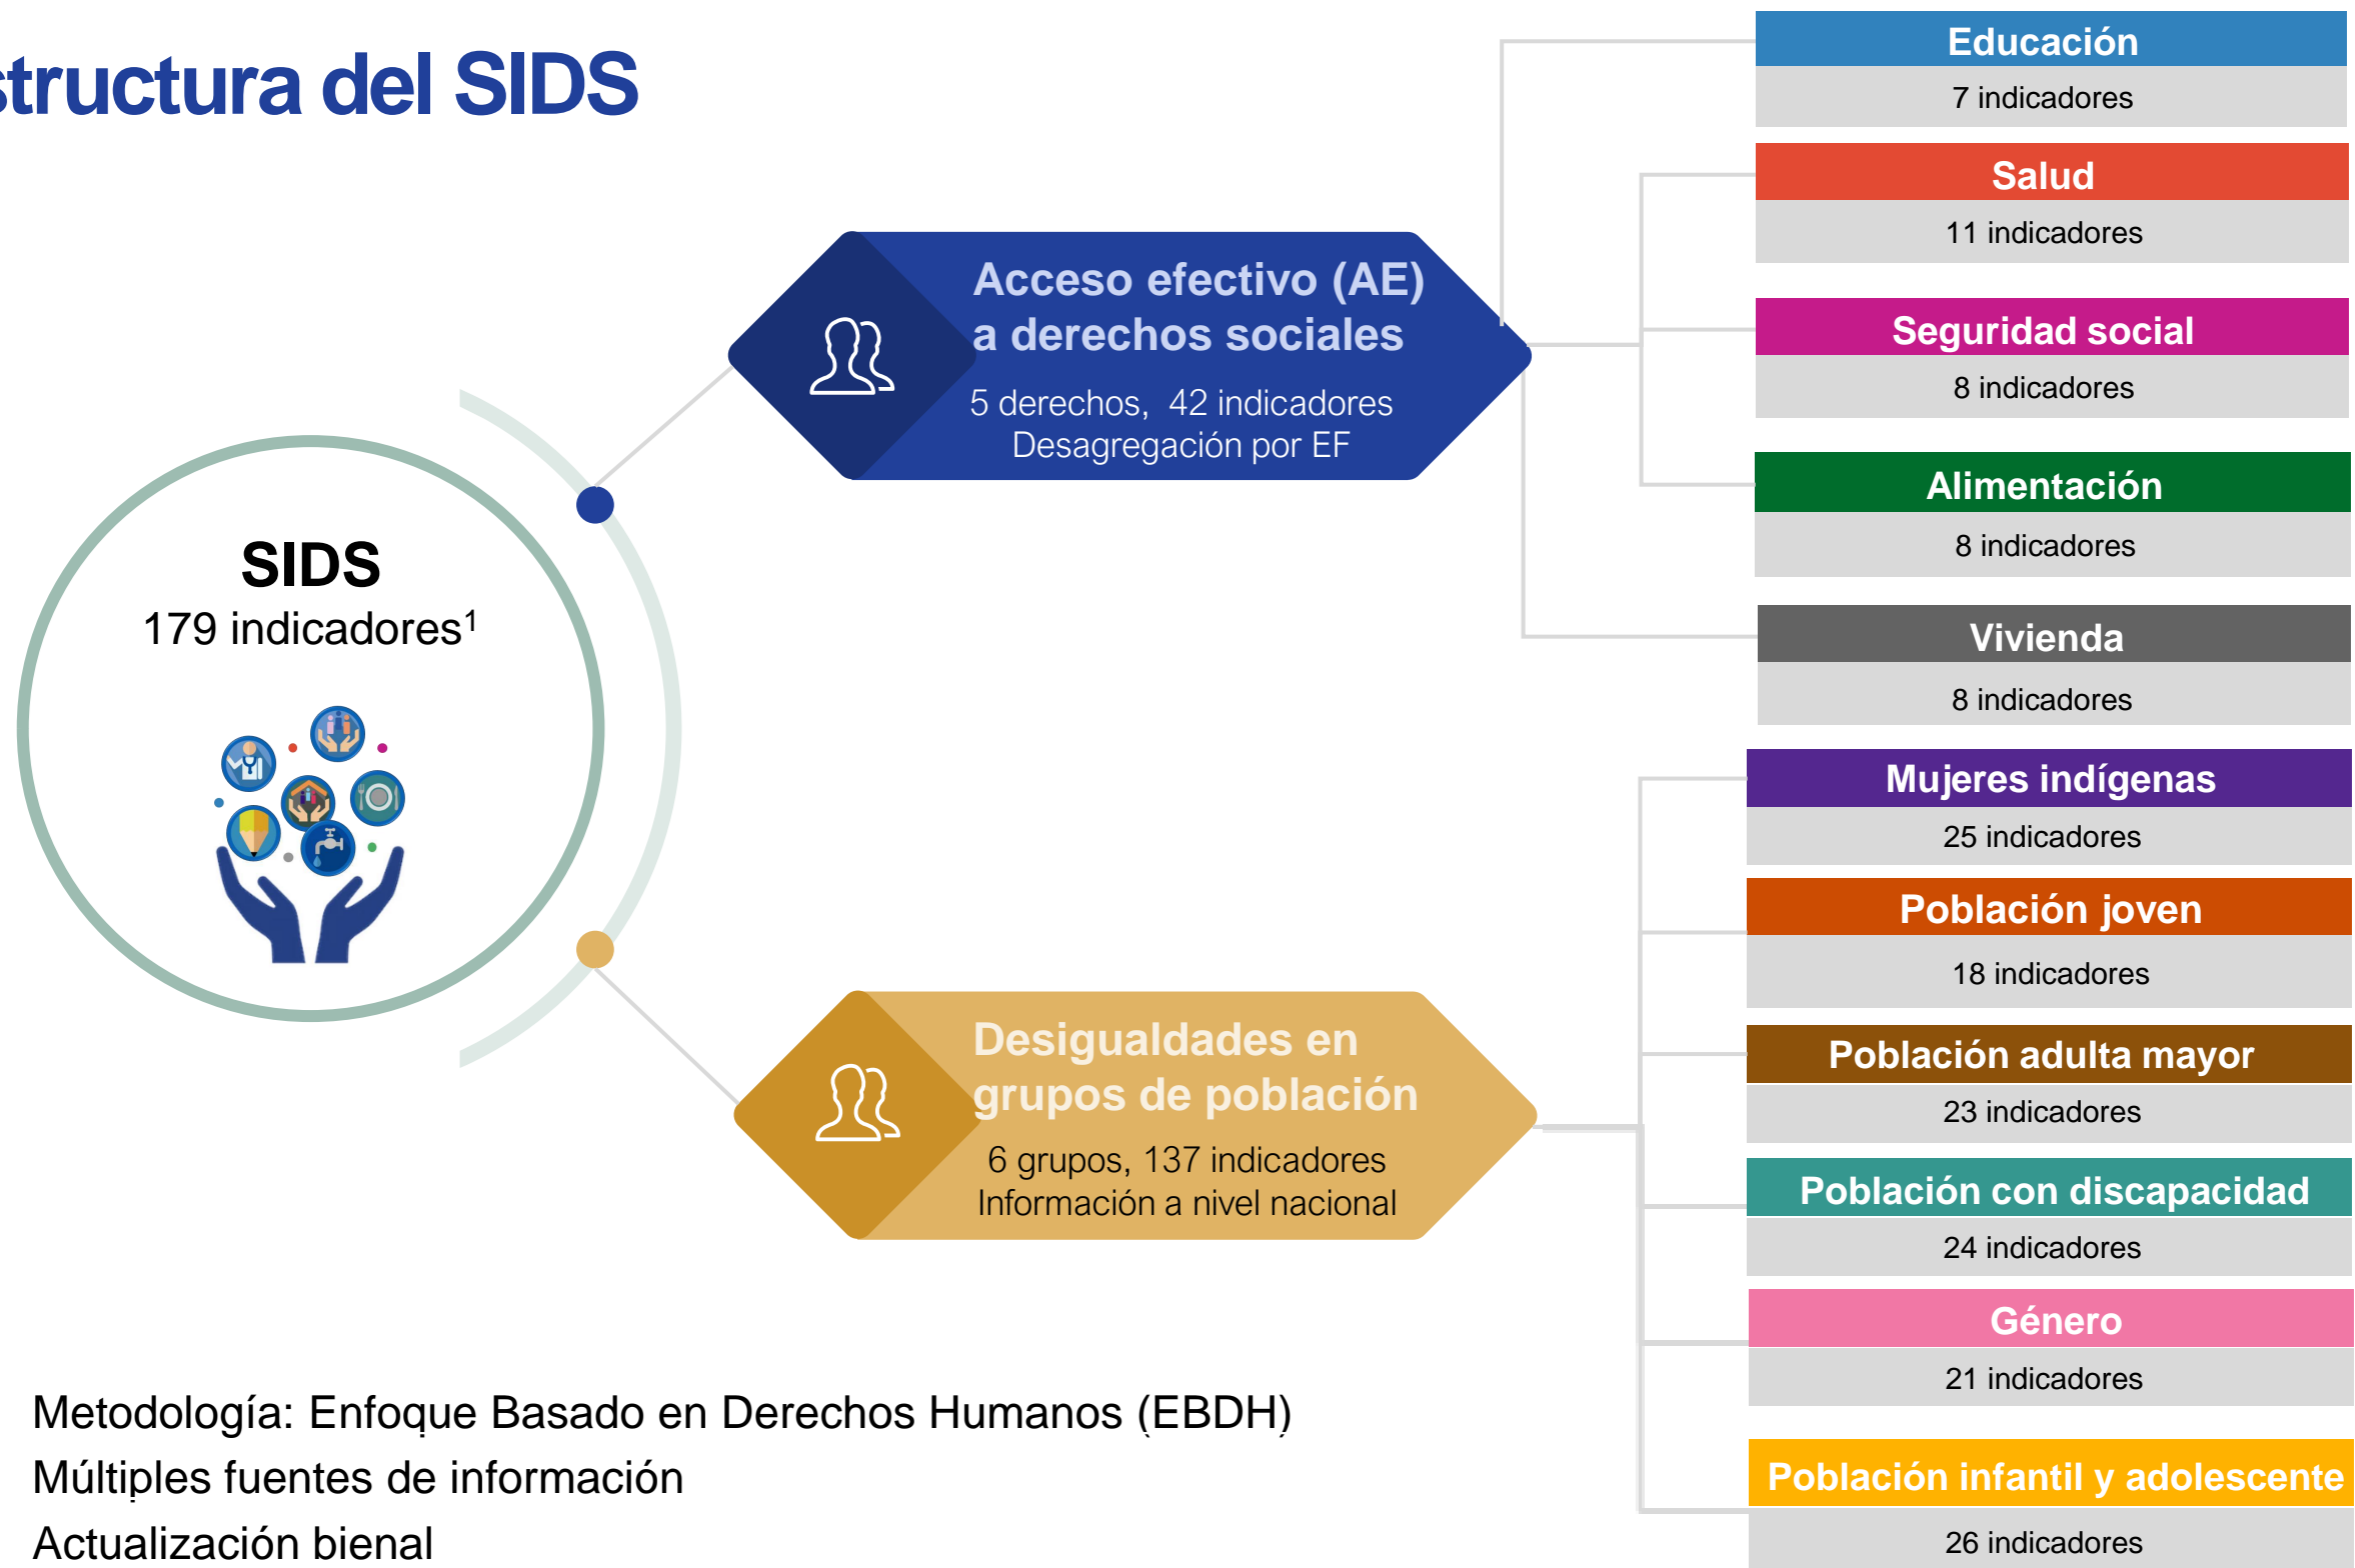 structura del SIDS
SIDS
179 indicadores¹
Acceso efectivo (AE)
a derechos sociales
5 derechos, 42 indicadores
Desagregación por EF
Educación
7 indicadores
Salud
11 indicadores
Seguridad social
8 indicadores
Alimentación
8 indicadores
Vivienda
8 indicadores
Desigualdades en
grupos de población
6 grupos, 137 indicadores
Información a nivel nacional
Mujeres indígenas
25 indicadores
Población joven
18 indicadores
Población adulta mayor
23 indicadores
Población con discapacidad
24 indicadores
Género
21 indicadores
Población infantil y adolescente
26 indicadores
Metodología: Enfoque Basado en Derechos Humanos (EBDH)
Múltiples fuentes de información
Actualización bienal